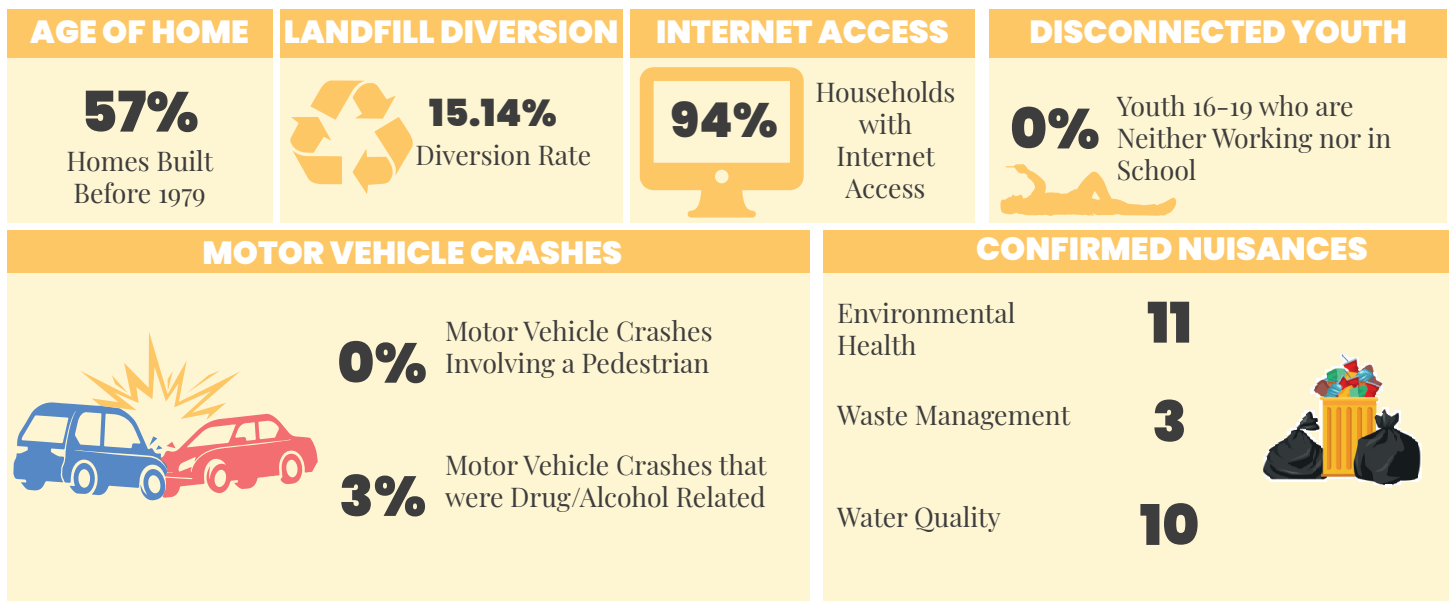 AGE OF HOME
57%
Homes Built
Before 1979
LANDFILL DIVERSION
15.14%
Diversion Rate
INTERNET ACCESS
94%
Households
with
Internet
Access
DISCONNECTED YOUTH
0%
Youth 16-19 who are
Neither Working nor in
School
MOTOR VEHICLE CRASHES
0%
Motor Vehicle Crashes
Involving a Pedestrian
3%
Motor Vehicle Crashes that
were Drug/Alcohol Related
CONFIRMED NUISANCES
Environmental
Health
11
Waste Management
3
Water Quality
10